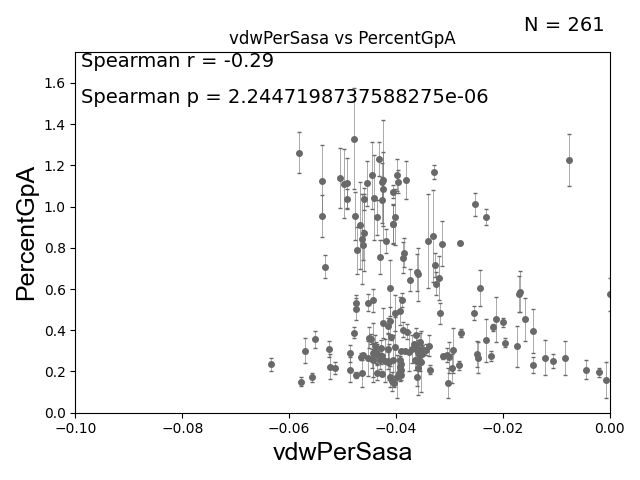 N = 261
vdwPerSasa vs PercentGpA
Spearman r = -0.29
Spearman p = 2.2447198737588275e-06
PercentGpA
1.6
1.4
1.2
1.0
0.8
0.6
0.4
0.2
0.0
−0.10 −0.08 −0.06 −0.04 −0.02 0.00
vdwPerSasa